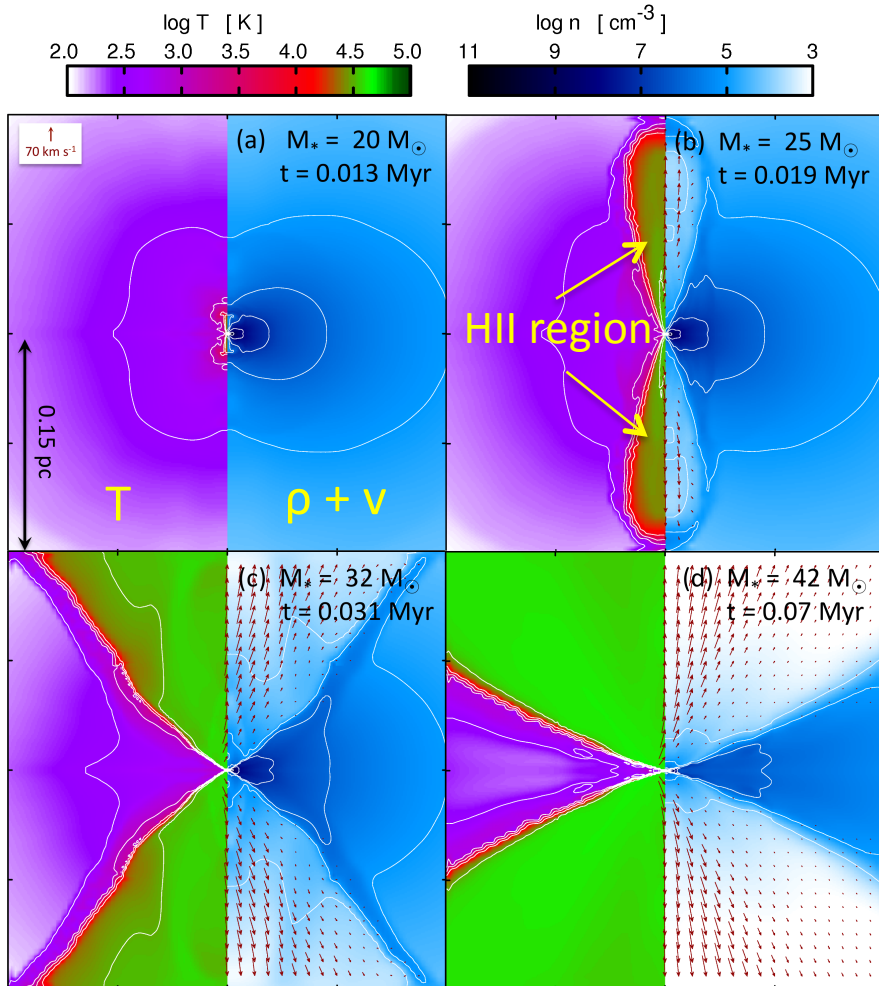 log T [ K ]
log n [ cm⁻³ ]
2.0 2.5 3.0 3.5 4.0 4.5 5.0
11 9 7 5 3
70 km s⁻¹
(a) M* = 20 M☉
t = 0.013 Myr
(b) M* = 25 M☉
t = 0.019 Myr
HII region
0.15 pc
T
ρ + v
(c) M* = 32 M☉
t = 0.031 Myr
(d) M* = 42 M☉
t = 0.07 Myr